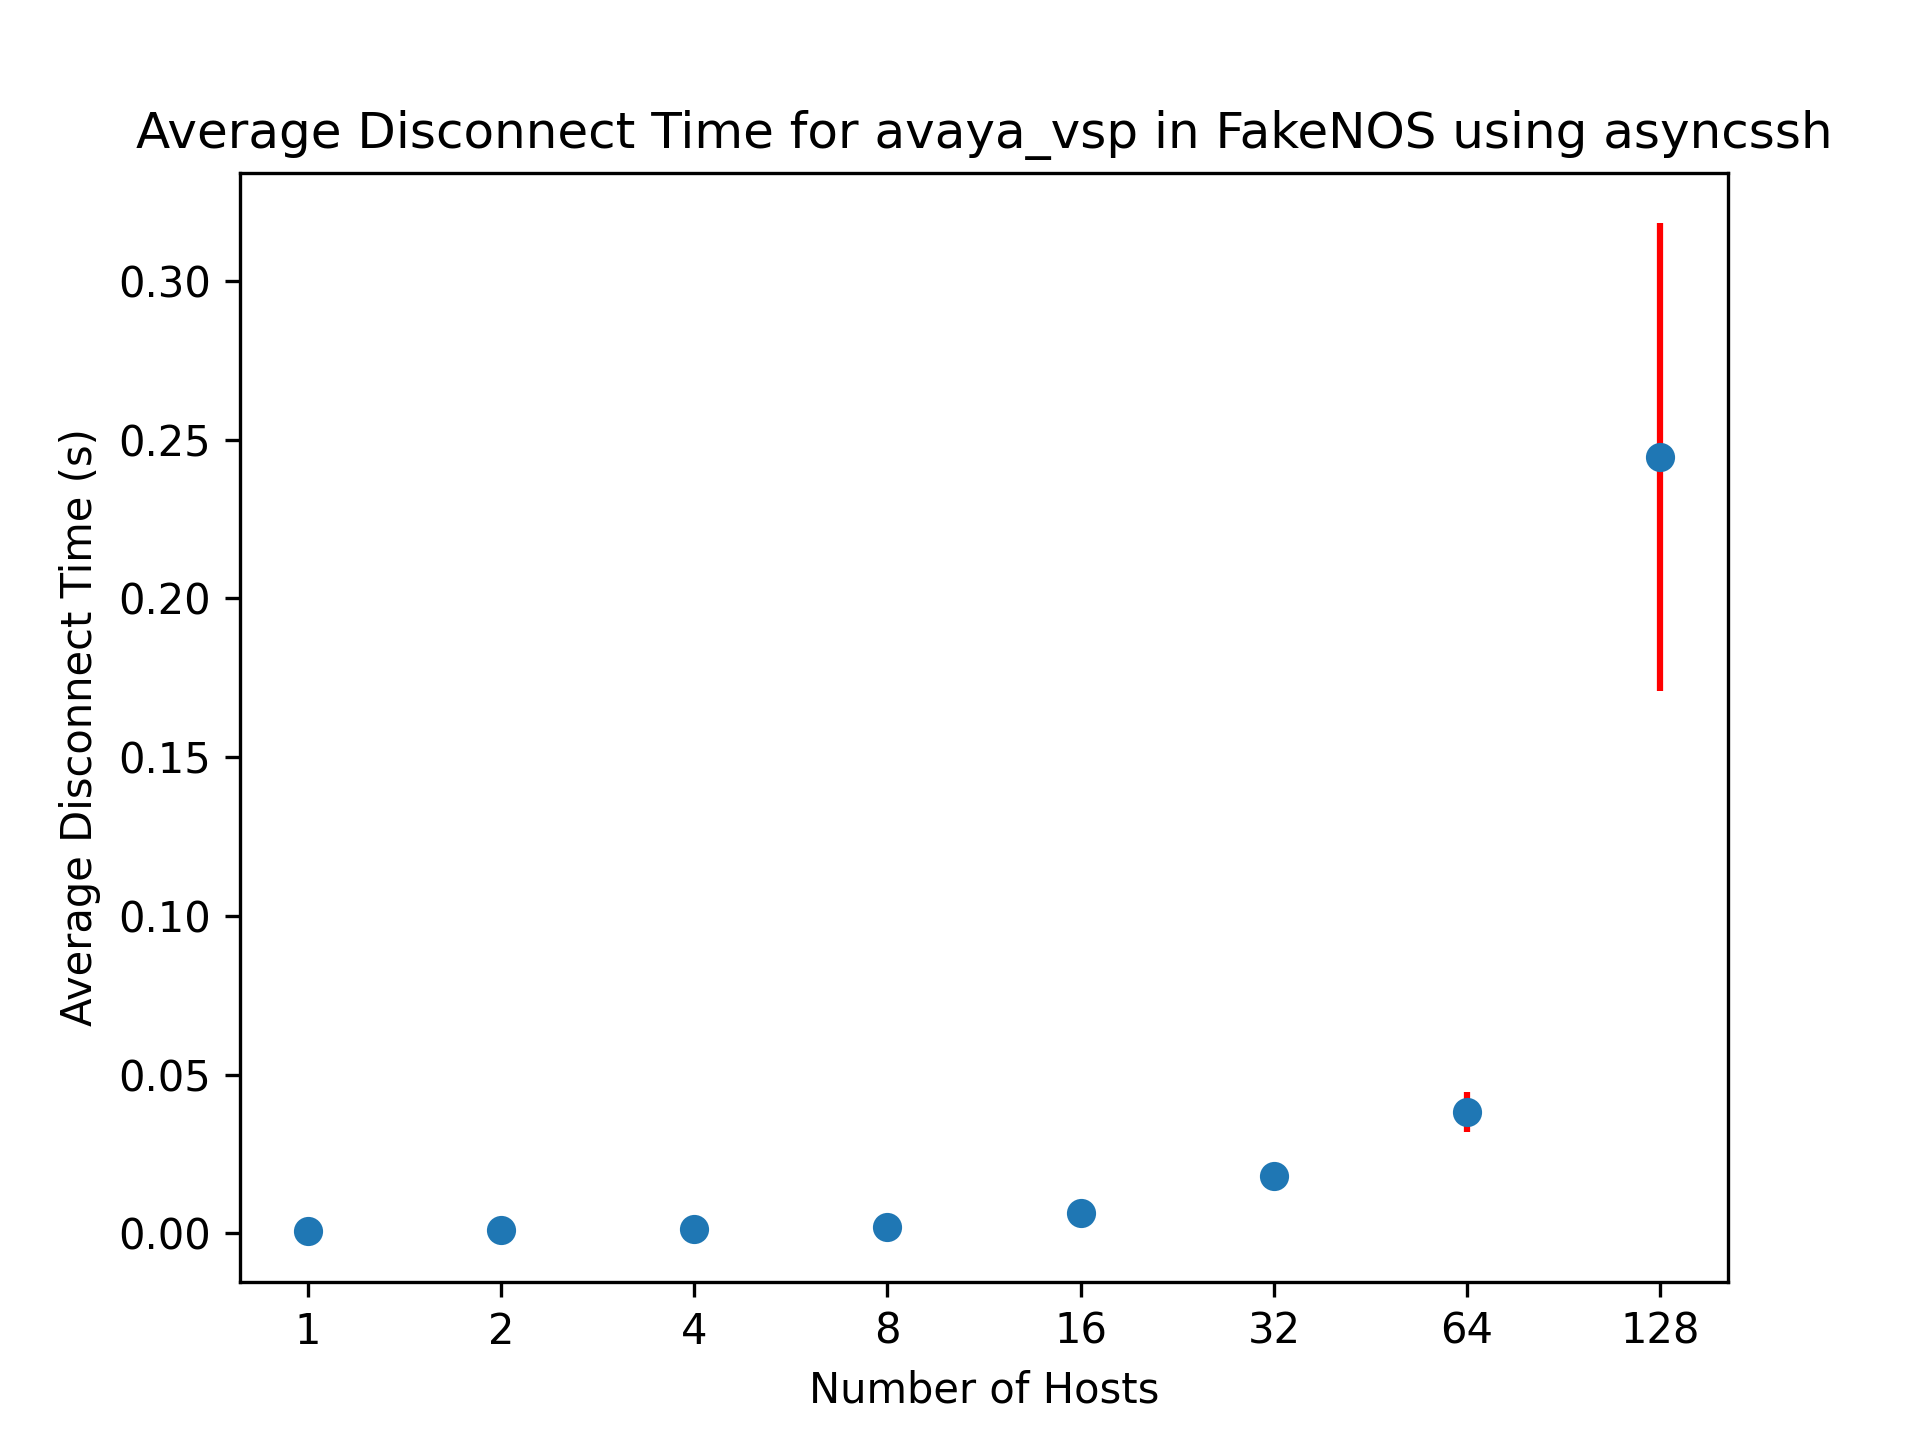 Average Disconnect Time for avaya_vsp in FakeNOS using asyncssh
Average Disconnect Time (s)
0.30
0.25
0.20
0.15
0.10
0.05
0.00
1 2 4 8 16 32 64 128
Number of Hosts